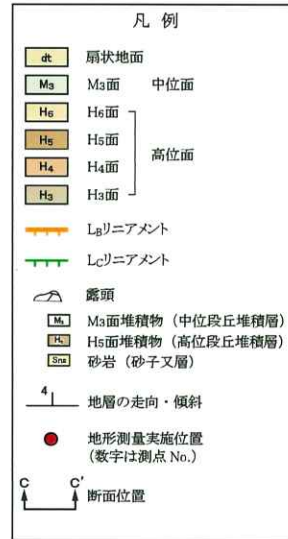 凡 例
dt 扇状地面
M3 M3面 中位面
H6 H6面
H5 H5面
高位面
H4 H4面
H3 H3面
LBリニアメント
LCリニアメント
露頭
M3面堆積物（中位段丘堆積層）
H5面堆積物（高位段丘堆積層）
Sns 砂岩（砂子又層）
4 地層の走向・傾斜
地形測量実施位置
(数字は測点 No.)
C C′ 断面位置